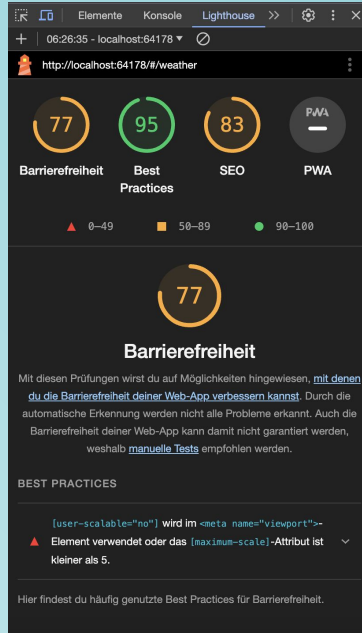 Elemente Konsole Lighthouse
06:26:35 - localhost:64178
http://localhost:64178/#/weather
77 95 83 PWA
Barrierefreiheit Best Practices SEO PWA
0–49 50–89 90–100
77
Barrierefreiheit
Mit diesen Prüfungen wirst du auf Möglichkeiten hingewiesen, mit denen
du die Barrierefreiheit deiner Web-App verbessern kannst. Durch die
automatische Erkennung werden nicht alle Probleme erkannt. Auch die
Barrierefreiheit deiner Web-App kann damit nicht garantiert werden,
weshalb manuelle Tests empfohlen werden.
BEST PRACTICES
[user-scalable="no"] wird im <meta name="viewport">-
Element verwendet oder das [maximum-scale]-Attribut ist
kleiner als 5.
Hier findest du häufig genutzte Best Practices für Barrierefreiheit.